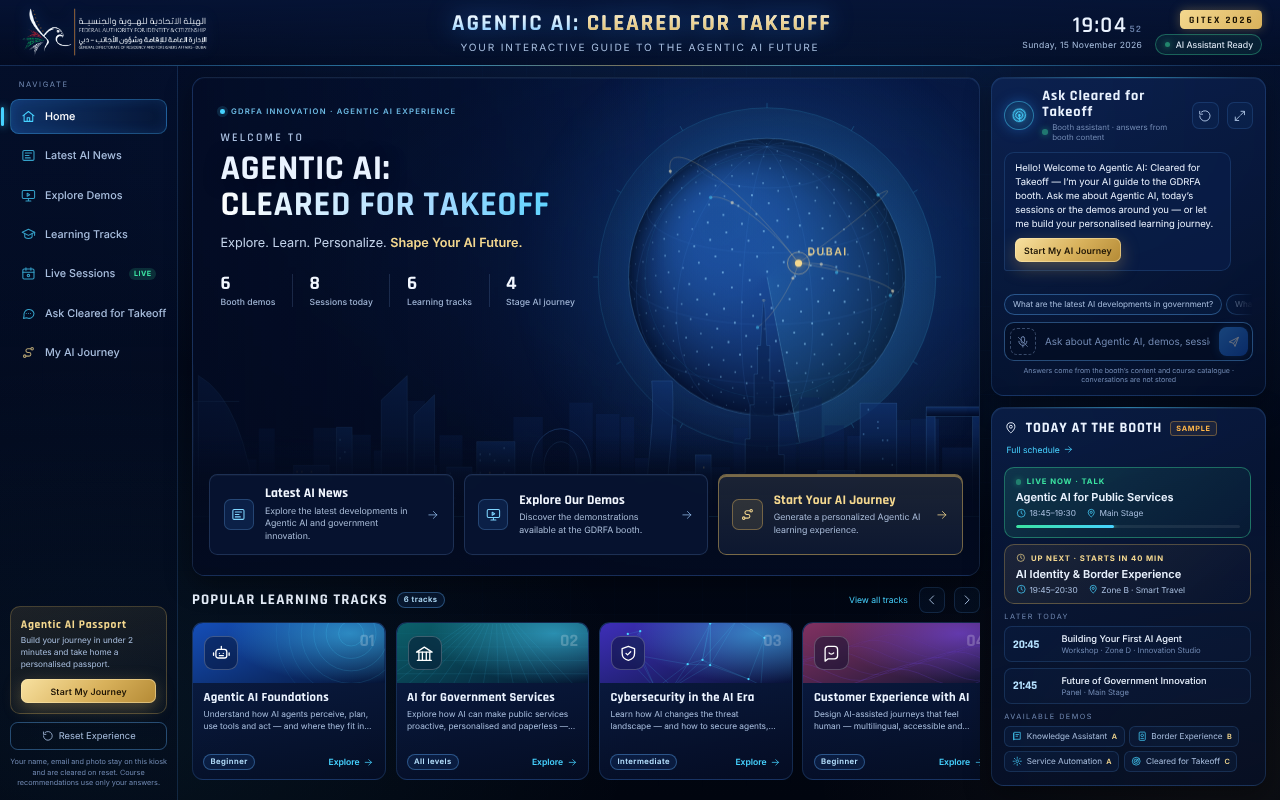 الهيئة الاتحادية للهــويـة والجنسيــة
FEDERAL AUTHORITY FOR IDENTITY & CITIZENSHIP
الإدارة العامة للإقامة وشؤون الأجانب – دبي
GENERAL DIRECTORATE OF RESIDENCY AND FOREIGNERS AFFAIRS - DUBAI
AGENTIC AI: CLEARED FOR TAKEOFF
YOUR INTERACTIVE GUIDE TO THE AGENTIC AI FUTURE
19:04 52
Sunday, 15 November 2026
GITEX 2026
AI Assistant Ready
NAVIGATE
Home
Latest AI News
Explore Demos
Learning Tracks
Live Sessions LIVE
Ask Cleared for Takeoff
My AI Journey
Agentic AI Passport
Build your journey in under 2
minutes and take home a
personalised passport.
Start My Journey
Reset Experience
Your name, email and photo stay on this kiosk
and are cleared on reset. Course
recommendations use only your answers.
GDRFA INNOVATION · AGENTIC AI EXPERIENCE
WELCOME TO
AGENTIC AI:
CLEARED FOR TAKEOFF
Explore. Learn. Personalize. Shape Your AI Future.
6 8 6 4
Booth demos Sessions today Learning tracks Stage AI journey
DUBAI
Latest AI News
Explore the latest developments in
Agentic AI and government
innovation.
Explore Our Demos
Discover the demonstrations
available at the GDRFA booth.
Start Your AI Journey
Generate a personalized Agentic AI
learning experience.
POPULAR LEARNING TRACKS 6 tracks
View all tracks
01
Agentic AI Foundations
Understand how AI agents perceive, plan,
use tools and act — and where they fit in...
Beginner Explore
02
AI for Government Services
Explore how AI can make public services
proactive, personalised and paperless —...
All levels Explore
03
Cybersecurity in the AI Era
Learn how AI changes the threat
landscape — and how to secure agents,...
Intermediate Explore
04
Customer Experience with AI
Design AI-assisted journeys that feel
human — multilingual, accessible and...
Beginner Explore
Ask Cleared for
Takeoff
Booth assistant · answers from
booth content
Hello! Welcome to Agentic AI: Cleared for
Takeoff — I'm your AI guide to the GDRFA
booth. Ask me about Agentic AI, today's
sessions or the demos around you — or let
me build your personalised learning journey.
Start My AI Journey
What are the latest AI developments in government?
Ask about Agentic AI, demos, sessi
Answers come from the booth's content and course catalogue ·
conversations are not stored
TODAY AT THE BOOTH SAMPLE
Full schedule
LIVE NOW · TALK
Agentic AI for Public Services
18:45–19:30 Main Stage
UP NEXT · STARTS IN 40 MIN
AI Identity & Border Experience
19:45–20:30 Zone B · Smart Travel
LATER TODAY
20:45 Building Your First AI Agent
Workshop · Zone D · Innovation Studio
21:45 Future of Government Innovation
Panel · Main Stage
AVAILABLE DEMOS
Knowledge Assistant A Border Experience B
Service Automation A Cleared for Takeoff C